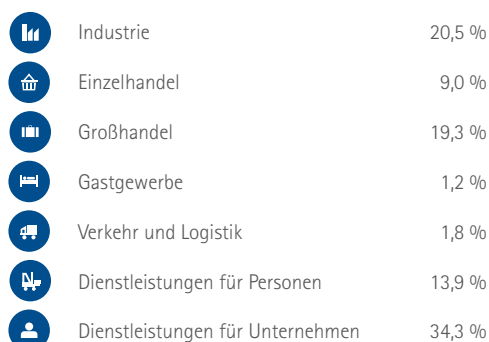 Industrie 20,5 %
Einzelhandel 9,0 %
Großhandel 19,3 %
Gastgewerbe 1,2 %
Verkehr und Logistik 1,8 %
Dienstleistungen für Personen 13,9 %
Dienstleistungen für Unternehmen 34,3 %